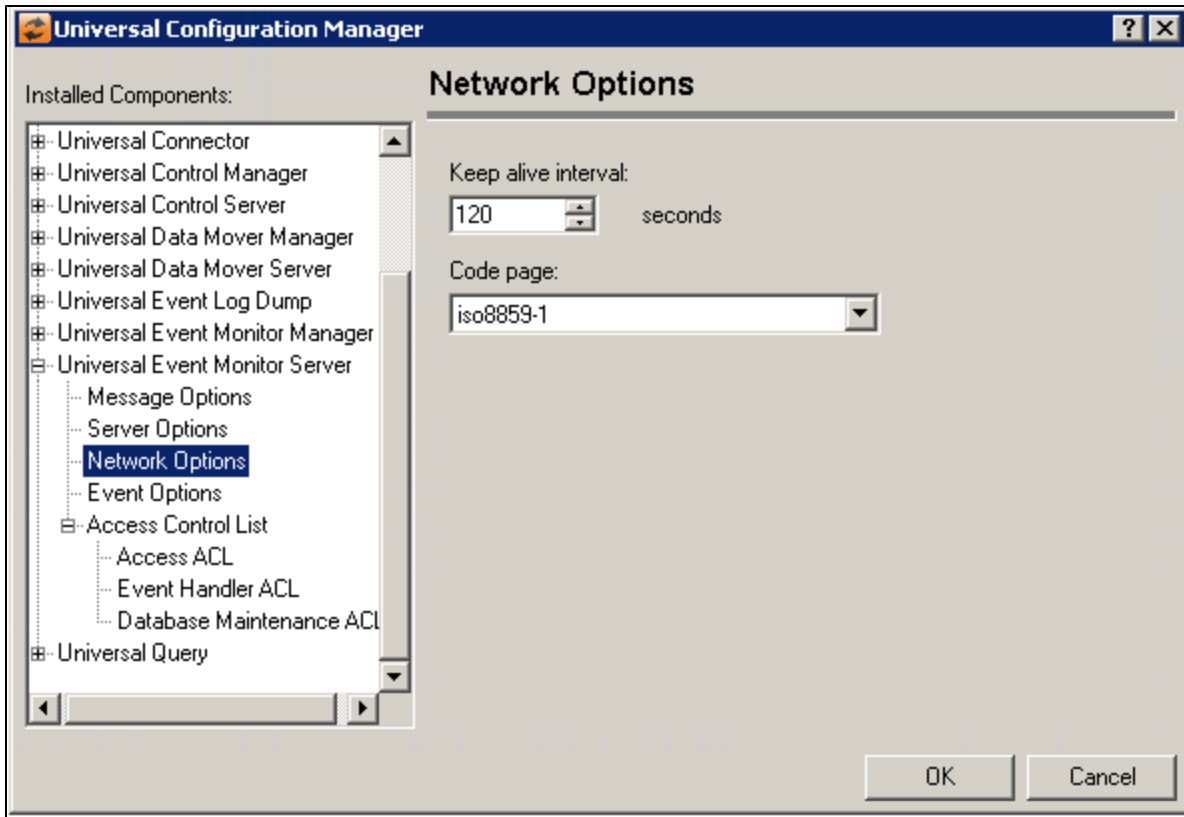 Universal Configuration Manager
Installed Components:
Universal Connector
Universal Control Manager
Universal Control Server
Universal Data Mover Manager
Universal Data Mover Server
Universal Event Log Dump
Universal Event Monitor Manager
Universal Event Monitor Server
Message Options
Server Options
Network Options
Event Options
Access Control List
Access ACL
Event Handler ACL
Database Maintenance ACL
Universal Query
Network Options
Keep alive interval:
120 seconds
Code page:
iso8859-1
OK Cancel